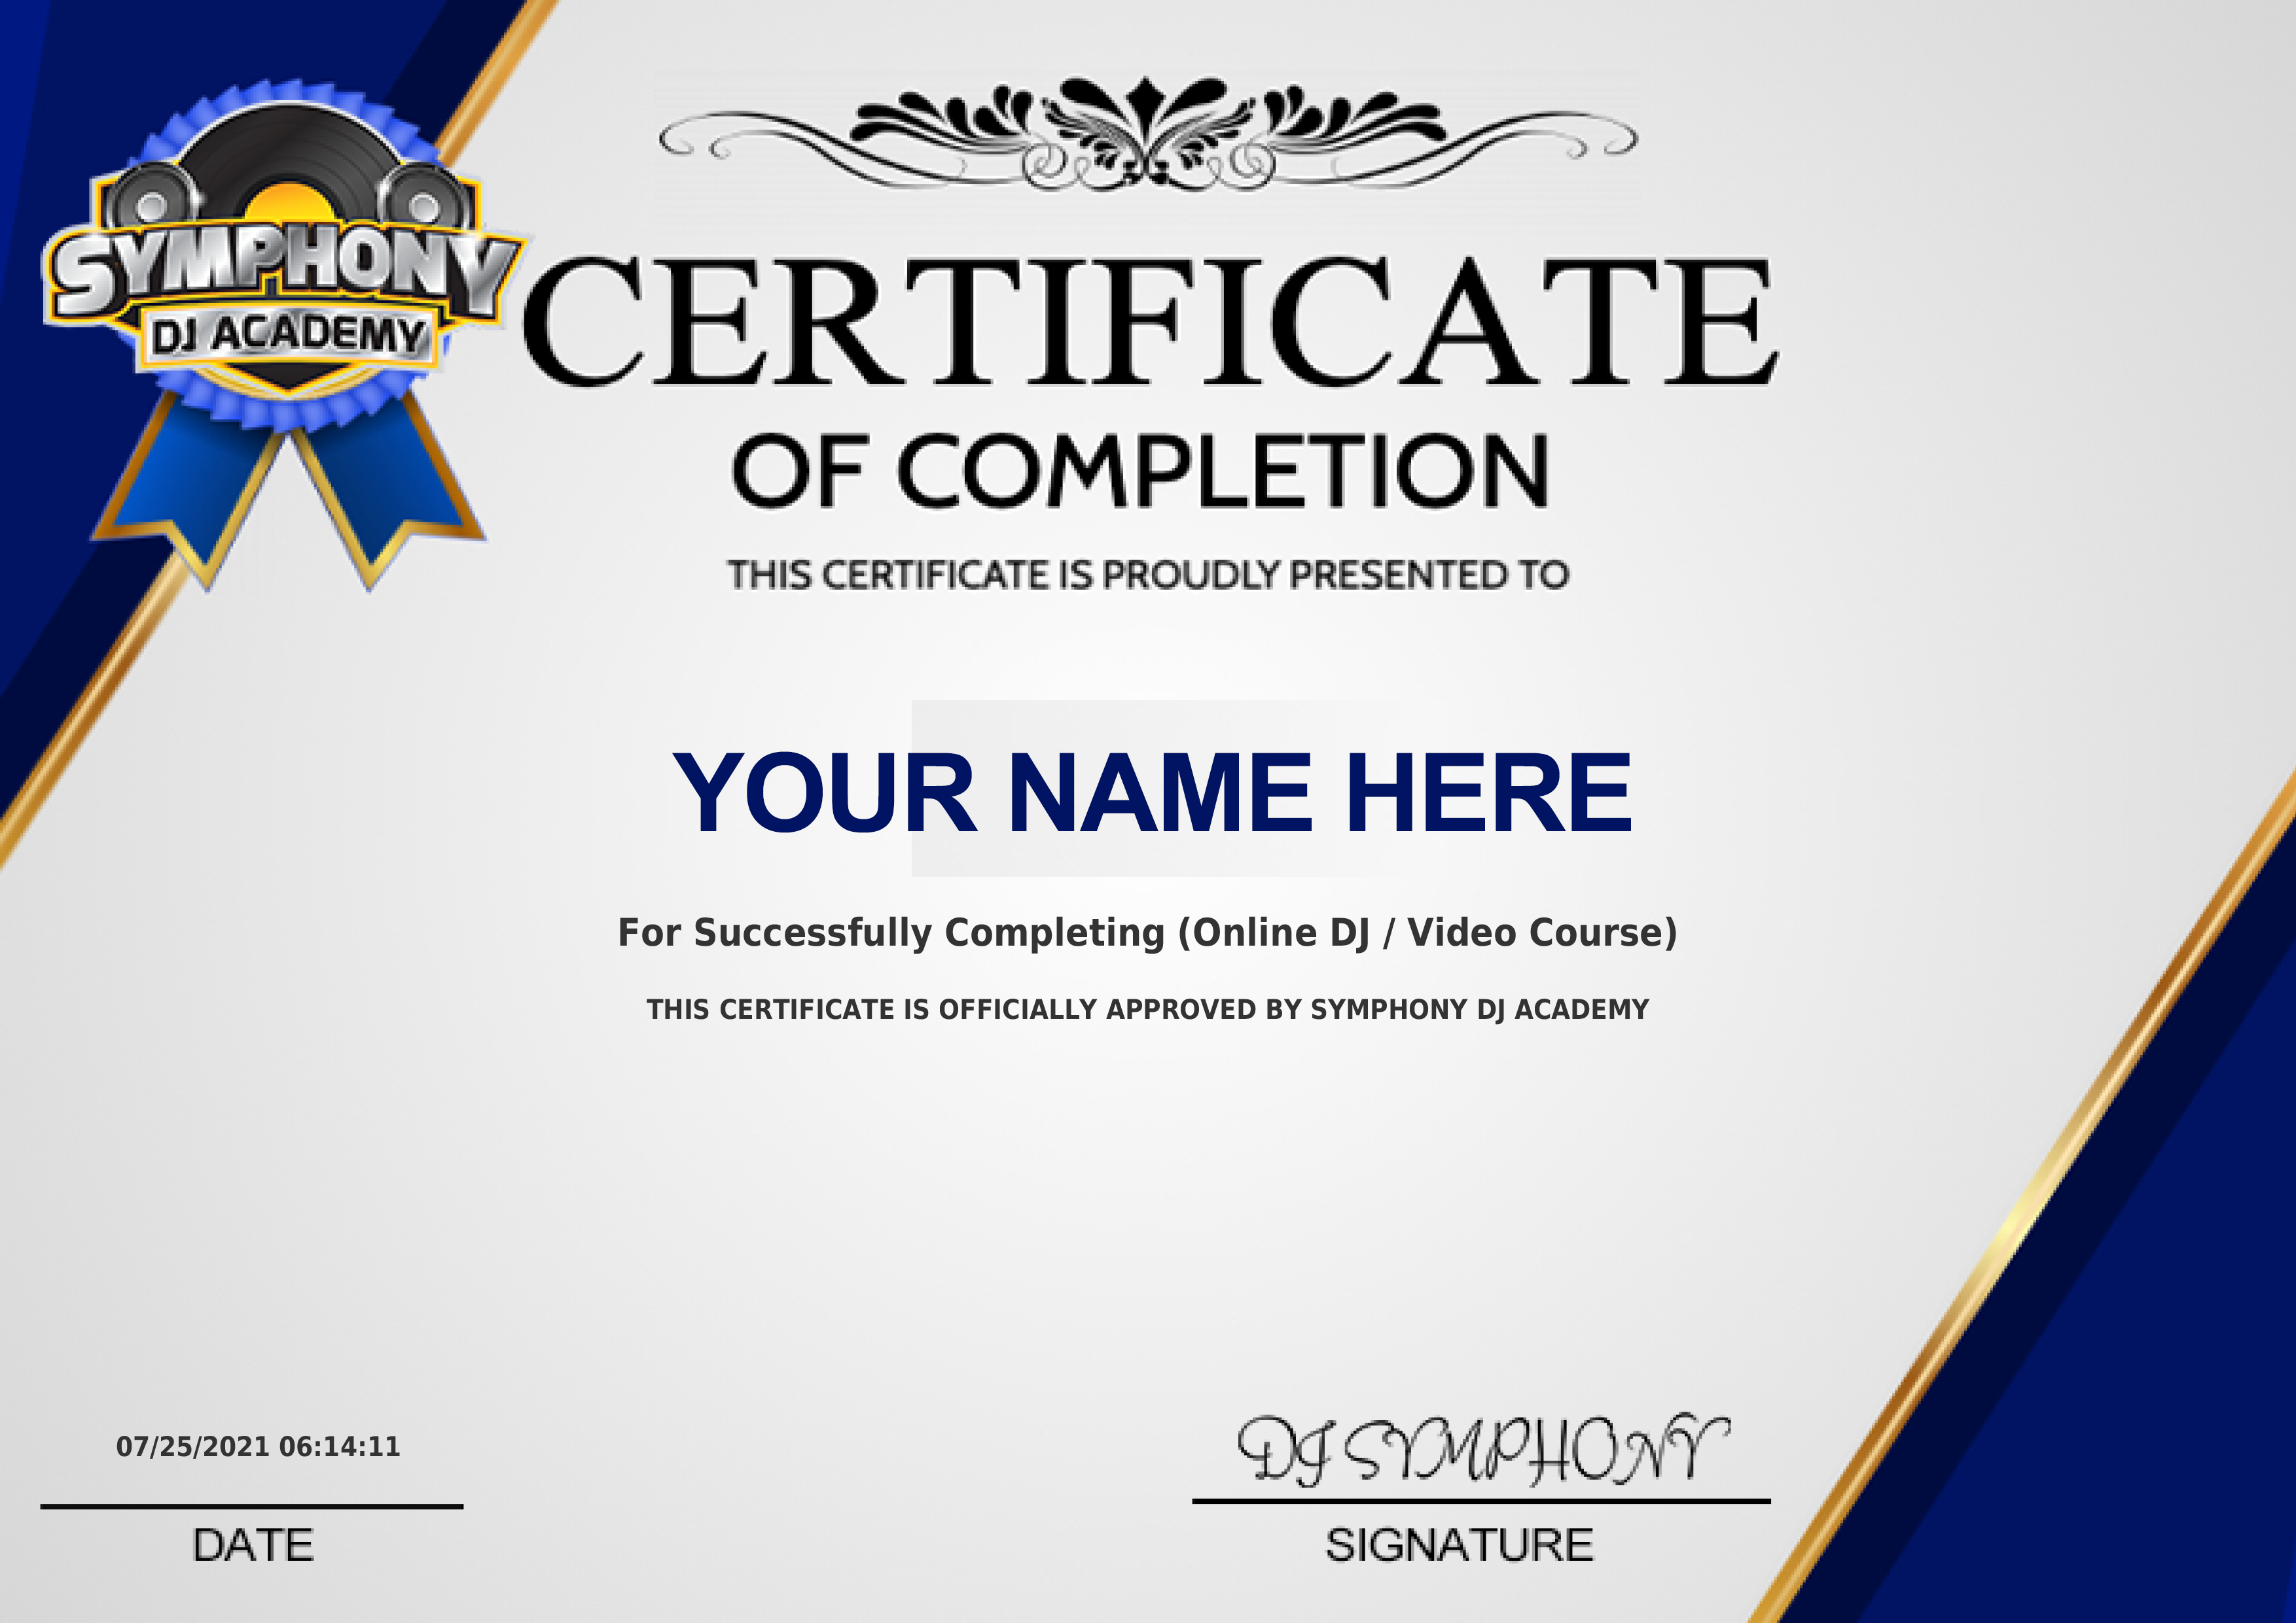 SYMPHONY
DJ ACADEMY
CERTIFICATE
OF COMPLETION
THIS CERTIFICATE IS PROUDLY PRESENTED TO
YOUR NAME HERE
For Successfully Completing (Online DJ / Video Course)
THIS CERTIFICATE IS OFFICIALLY APPROVED BY SYMPHONY DJ ACADEMY
07/25/2021 06:14:11
DATE
DJ SYMPHONY
SIGNATURE